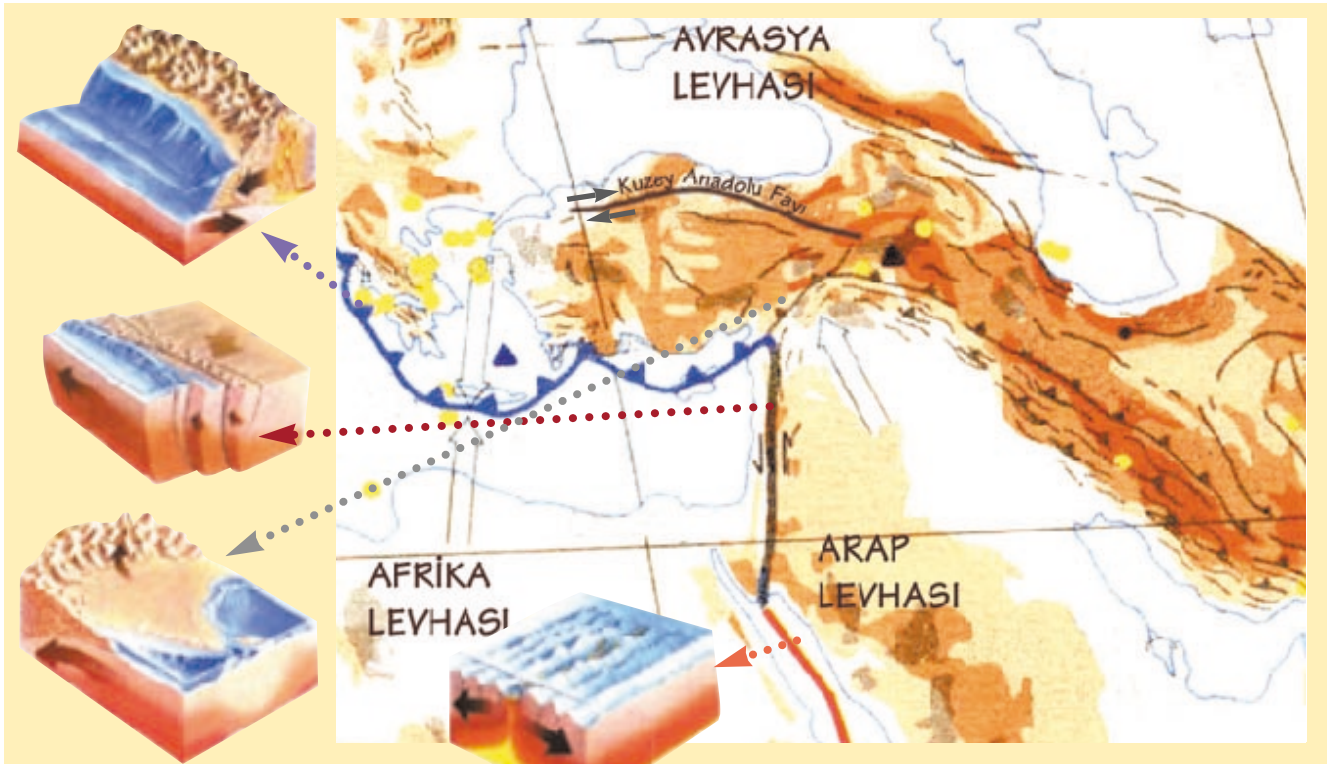 AVRASYA
LEVHASI
Kuzey Anadolu Fayı
AFRİKA
LEVHASI
ARAP
LEVHASI